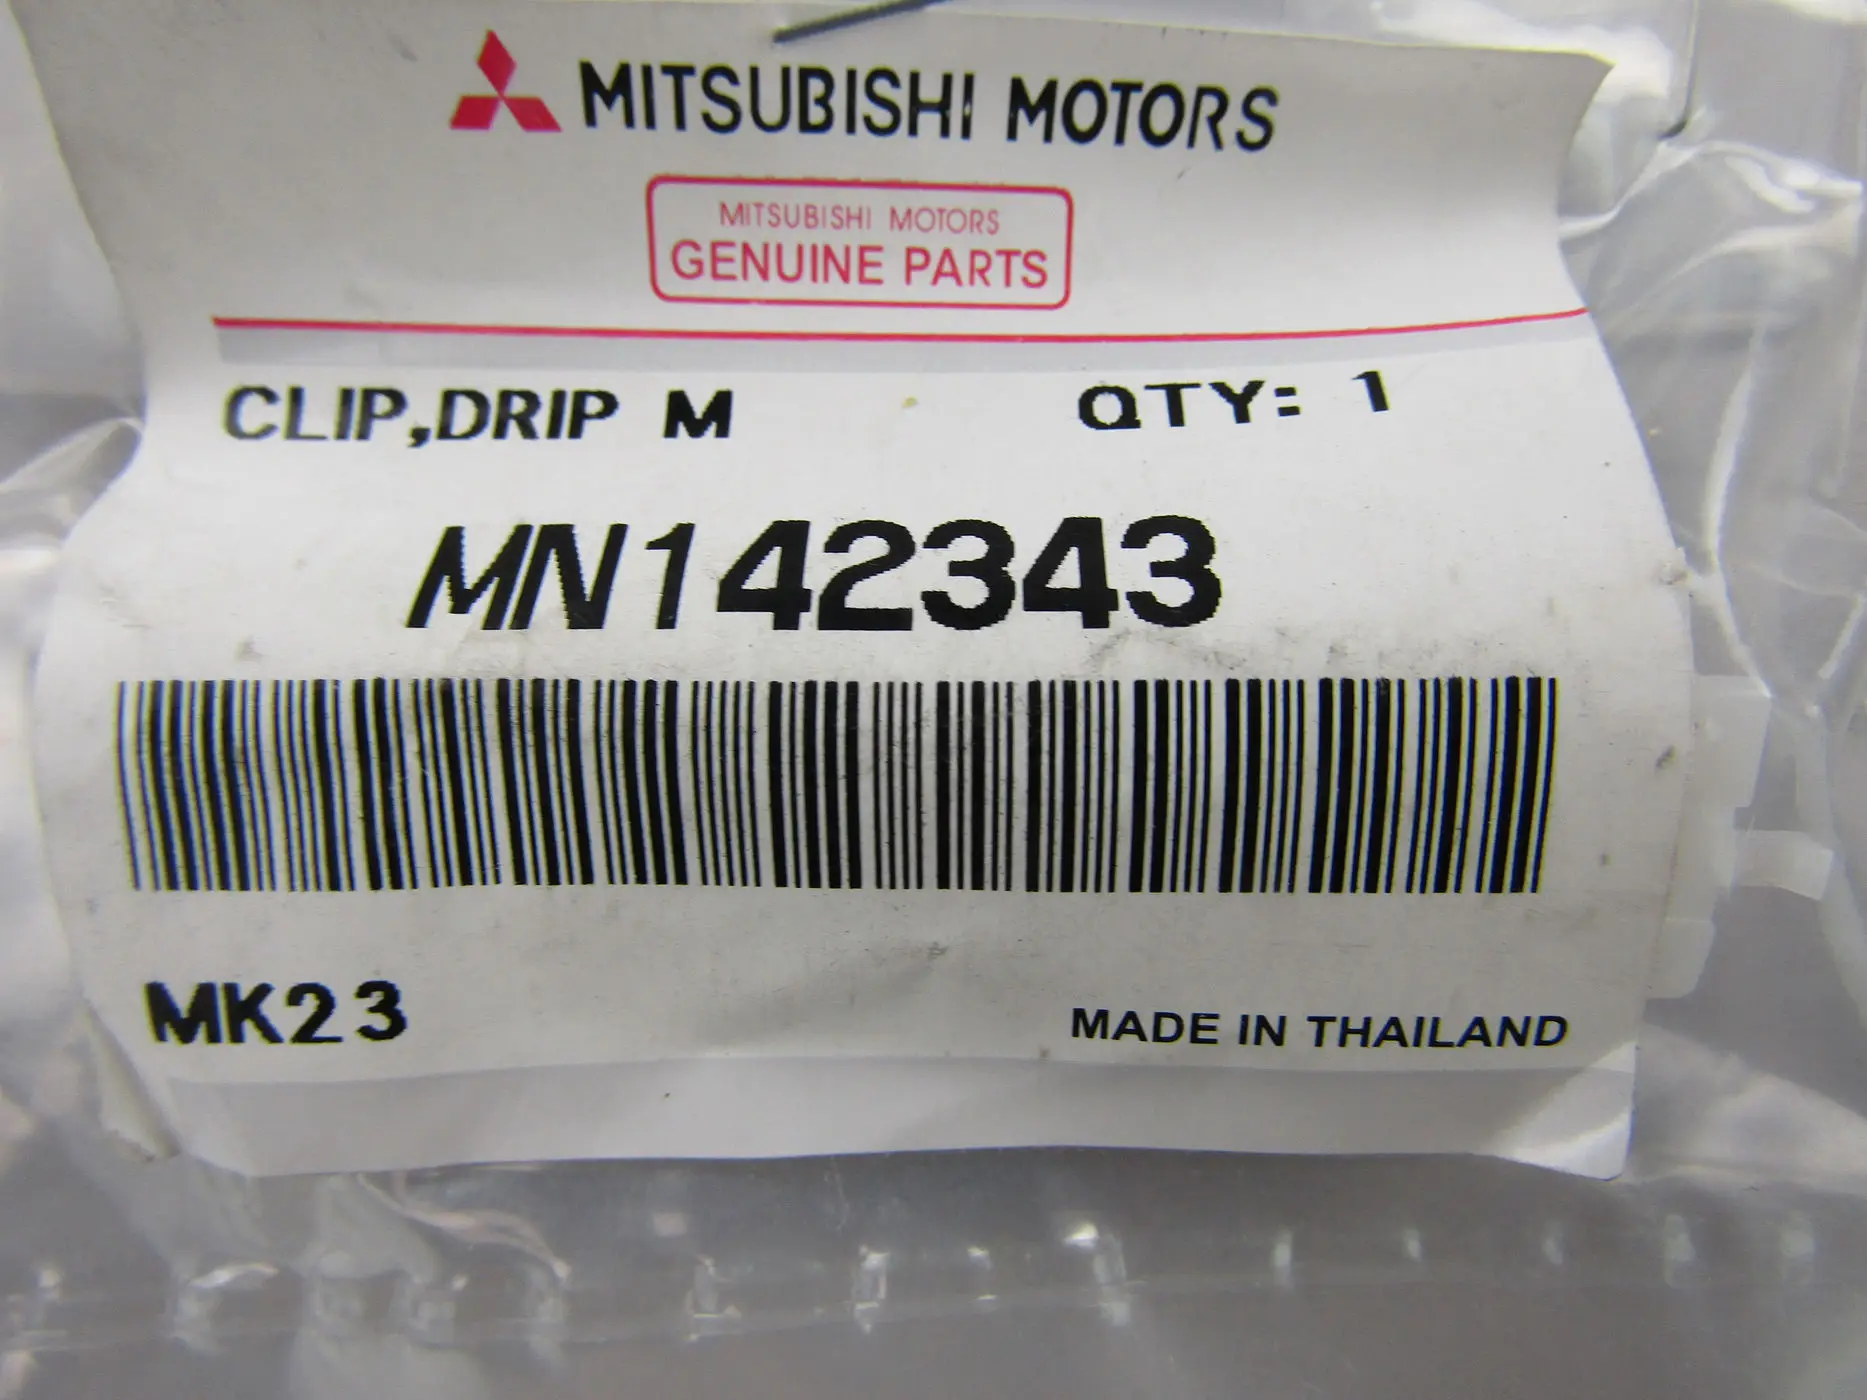 MITSUBISHI MOTORS
MITSUBISHI MOTORS
GENUINE PARTS
CLIP,DRIP M QTY: 1
MN142343
MK23 MADE IN THAILAND